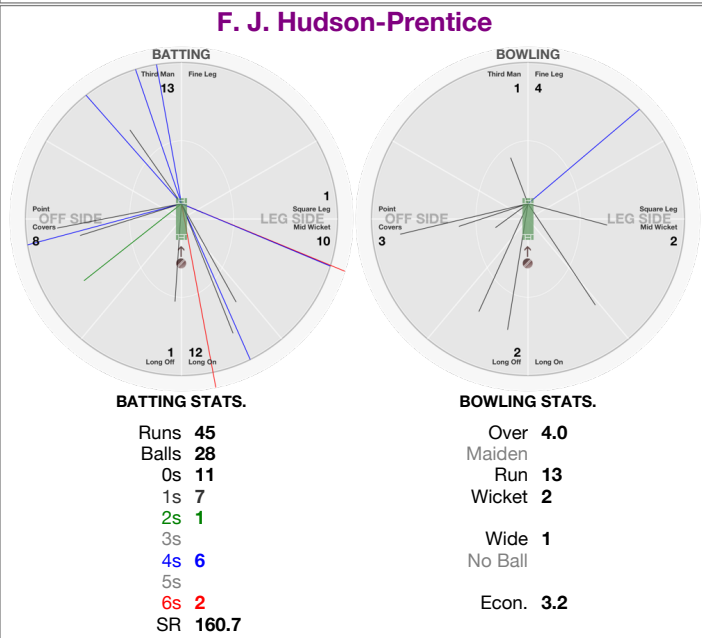 F. J. Hudson-Prentice
BATTING
Third Man
Fine Leg
13
1
Point
Square Leg
OFF SIDE
LEG SIDE
Covers
Mid Wicket
8
10
1
12
Long Off
Long On
BOWLING
Third Man
Fine Leg
1
4
Point
Square Leg
OFF SIDE
LEG SIDE
Covers
Mid Wicket
3
2
2
Long Off
Long On
BATTING STATS.
Runs 45
Balls 28
0s 11
1s 7
2s 1
3s
4s 6
5s
6s 2
SR 160.7
BOWLING STATS.
Over 4.0
Maiden
Run 13
Wicket 2
Wide 1
No Ball
Econ. 3.2